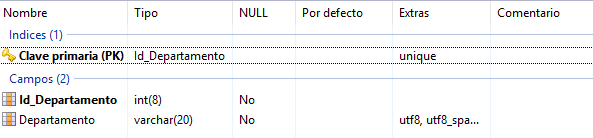 Nombre Tipo NULL Por defecto Extras Comentario
Indices (1)
Clave primaria (PK) Id_Departamento unique
Campos (2)
Id_Departamento int(8) No
Departamento varchar(20) No utf8, utf8_spa...